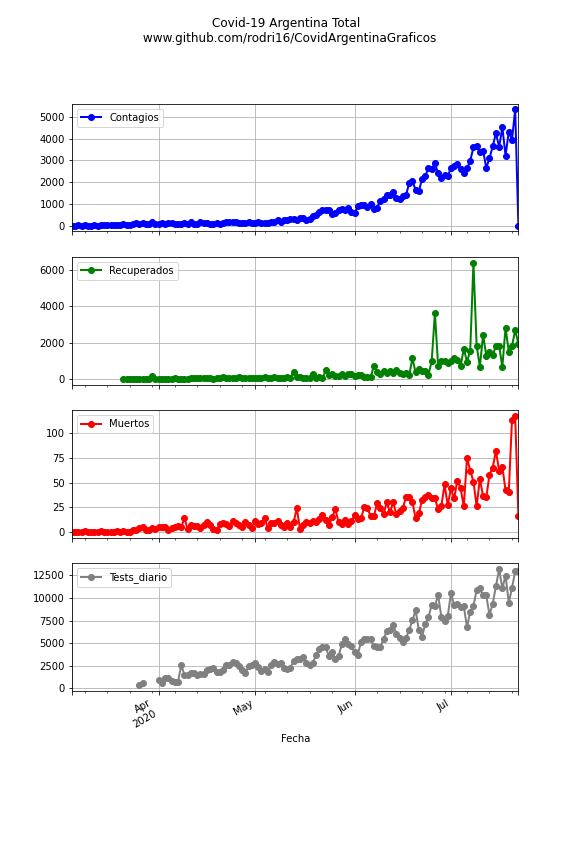 Covid-19 Argentina Total
www.github.com/rodri16/CovidArgentinaGraficos
Contagios
5000
4000
3000
2000
1000
0
Recuperados
6000
4000
2000
0
Muertos
100
75
50
25
0
Tests_diario
12500
10000
7500
5000
2500
0
Apr
2020
May
Jun
Jul
Fecha